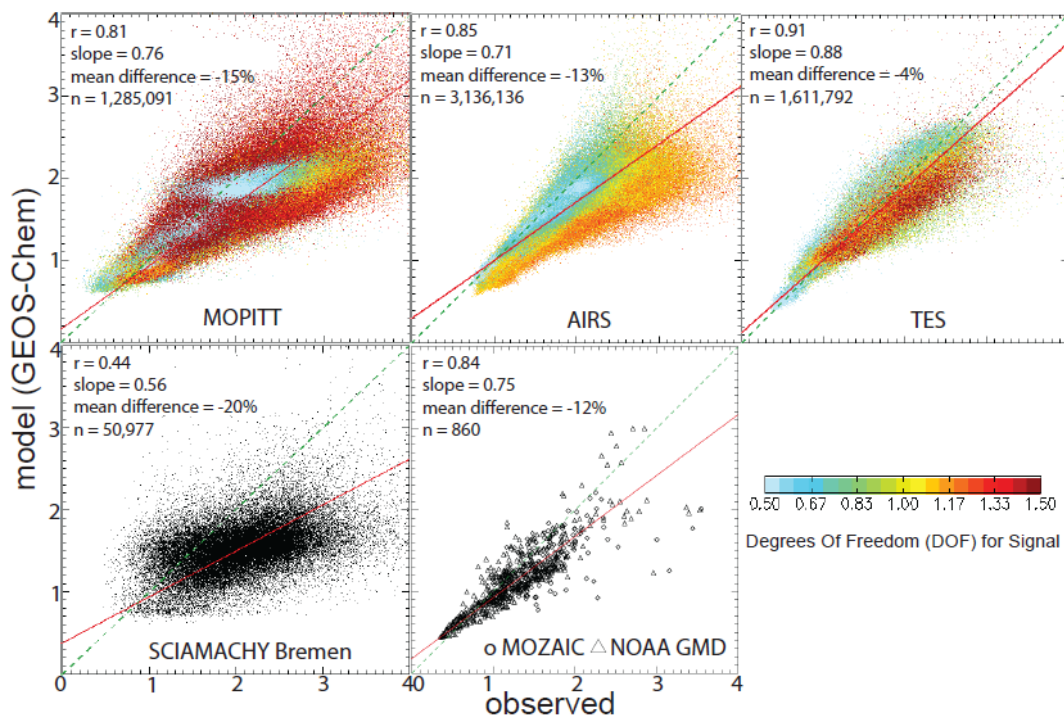 r = 0.81
slope = 0.76
mean difference = -15%
n = 1,285,091
MOPITT
r = 0.85
slope = 0.71
mean difference = -13%
n = 3,136,136
AIRS
r = 0.91
slope = 0.88
mean difference = -4%
n = 1,611,792
TES
4
3
2
1
0
model (GEOS-Chem)
r = 0.44
slope = 0.56
mean difference = -20%
n = 50,977
SCIAMACHY Bremen
r = 0.84
slope = 0.75
mean difference = -12%
n = 860
o MOZAIC △ NOAA GMD
4
3
2
1
0 1 2 3 40 1 2 3 4
observed
0.50 0.67 0.83 1.00 1.17 1.33 1.50
Degrees Of Freedom (DOF) for Signal